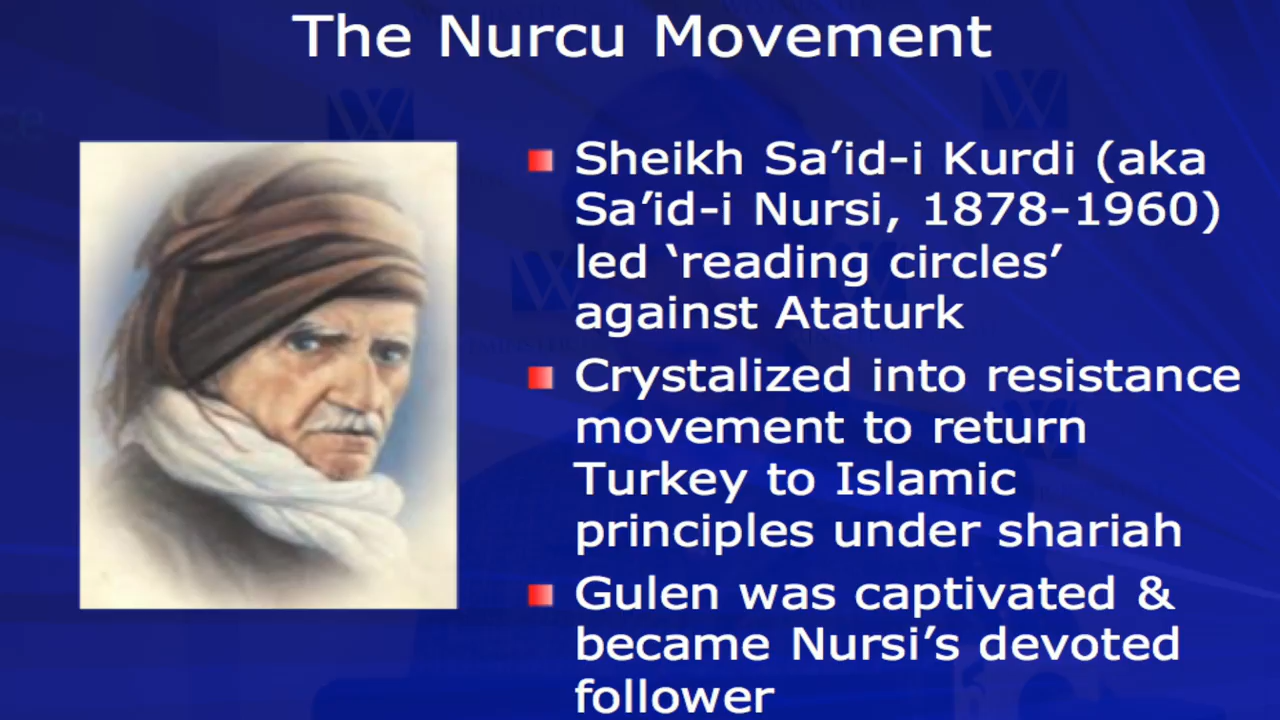 The Nurcu Movement
Sheikh Sa’id-i Kurdi (aka
Sa’id-i Nursi, 1878-1960)
led ‘reading circles’
against Ataturk
Crystalized into resistance
movement to return
Turkey to Islamic
principles under shariah
Gulen was captivated &
became Nursi’s devoted
follower